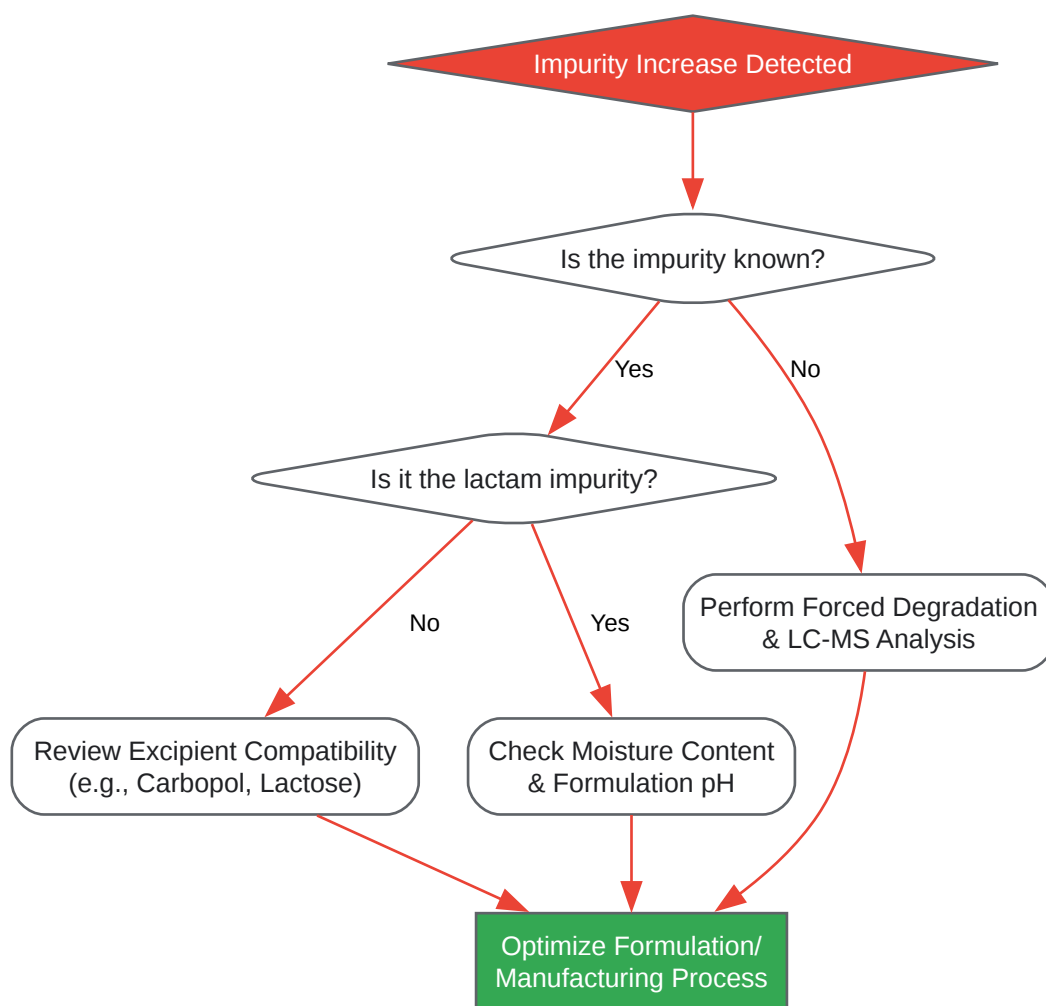 Impurity Increase Detected
Is the impurity known?
Yes
No
Is it the lactam impurity?
No
Yes
Perform Forced Degradation
& LC-MS Analysis
Review Excipient Compatibility
(e.g., Carbopol, Lactose)
Check Moisture Content
& Formulation pH
Optimize Formulation/
Manufacturing Process